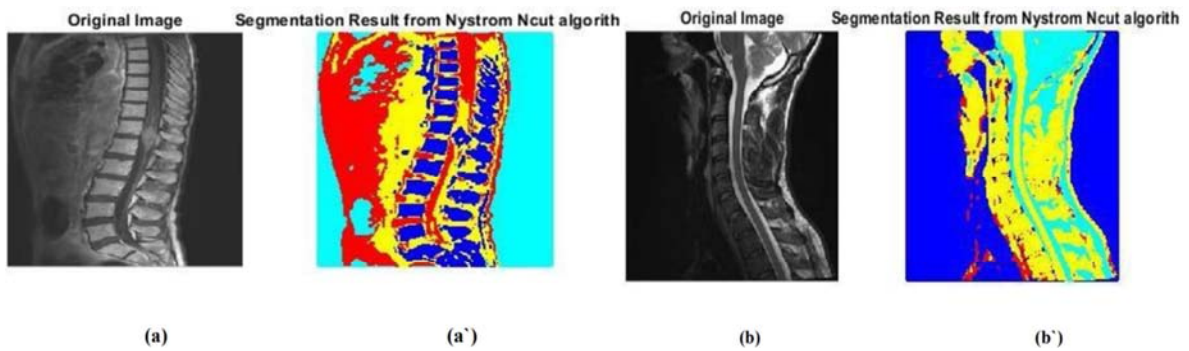 Original Image
Segmentation Result from Nystrom Ncut algorith
Original Image
Segmentation Result from Nystrom Ncut algorith
(a)
(a`)
(b)
(b`)